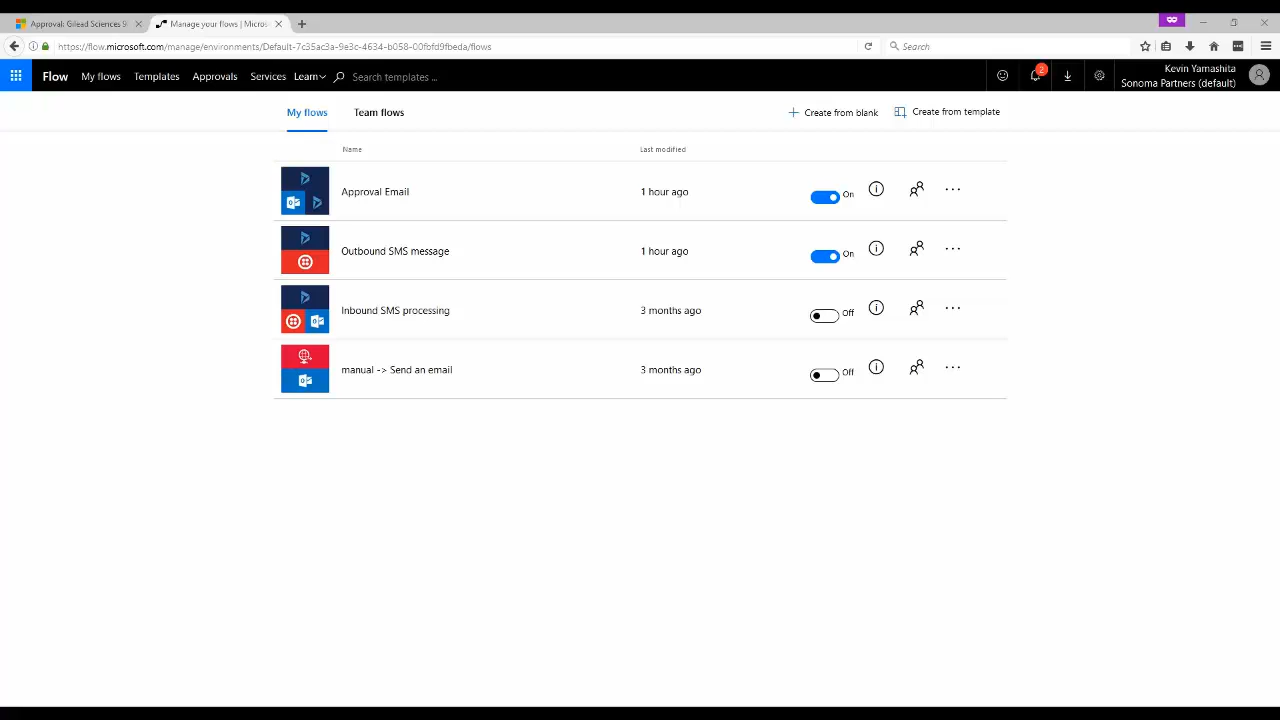 Approval: Gilead Sciences
Manage your flows | Micros
https://flow.microsoft.com/manage/environments/Default-7c35ac3a-9e3c-4634-b058-00fbfd9fbeda/flows
Search
Flow My flows Templates Approvals Services Learn Search templates ...
2
Kevin Yamashita
Sonoma Partners (default)
My flows Team flows Create from blank Create from template
Name Last modified
Approval Email 1 hour ago On
Outbound SMS message 1 hour ago On
Inbound SMS processing 3 months ago Off
manual -> Send an email 3 months ago Off